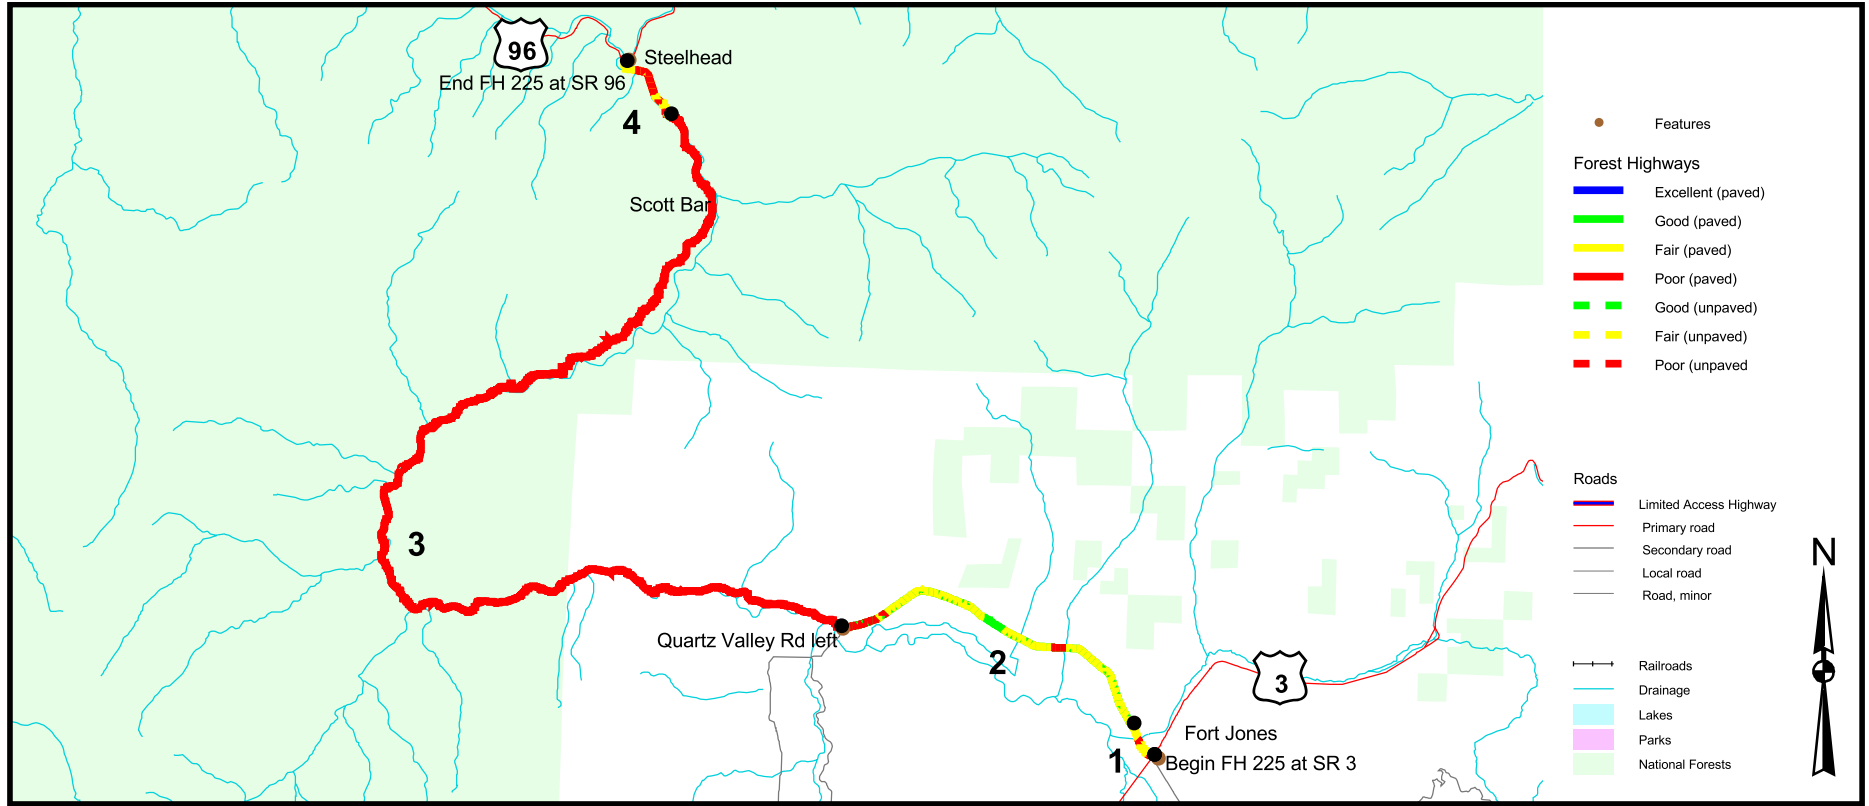 96
Steelhead
End FH 225 at SR 96
4
Scott Bar
3
Quartz Valley Rd left
2
3
Fort Jones
1
Begin FH 225 at SR 3
Features
Forest Highways
Excellent (paved)
Good (paved)
Fair (paved)
Poor (paved)
Good (unpaved)
Fair (unpaved)
Poor (unpaved
Roads
Limited Access Highway
Primary road
Secondary road
Local road
Road, minor
N
Railroads
Drainage
Lakes
Parks
National Forests